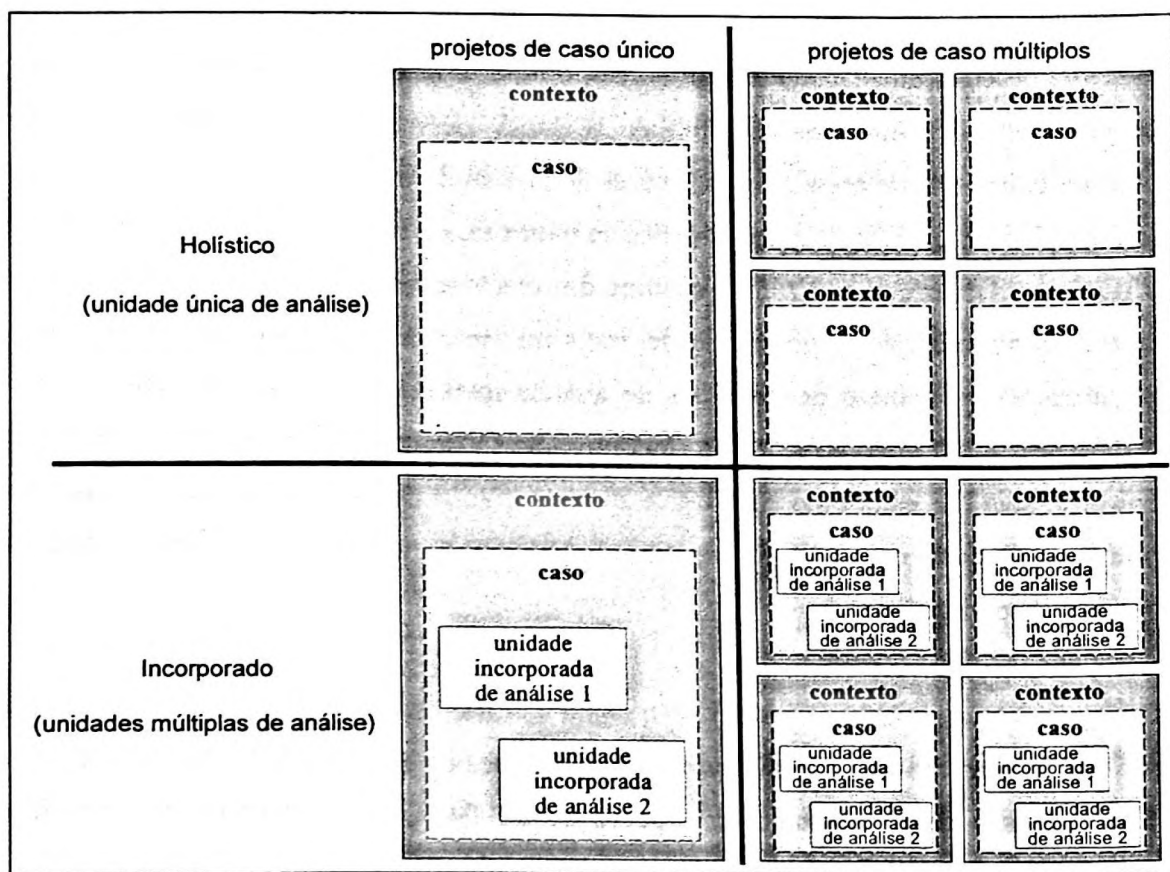 projetos de caso único
projetos de caso múltiplos
Holístico
(unidade única de análise)
contexto
caso
contexto
caso
contexto
caso
contexto
caso
contexto
caso
Incorporado
(unidades múltiplas de análise)
contexto
caso
unidade
incorporada
de análise 1
unidade
incorporada
de análise 2
contexto
caso
unidade
incorporada
de análise 1
unidade
incorporada
de análise 2
contexto
caso
unidade
incorporada
de análise 1
unidade
incorporada
de análise 2
contexto
caso
unidade
incorporada
de análise 1
unidade
incorporada
de análise 2
contexto
caso
unidade
incorporada
de análise 1
unidade
incorporada
de análise 2